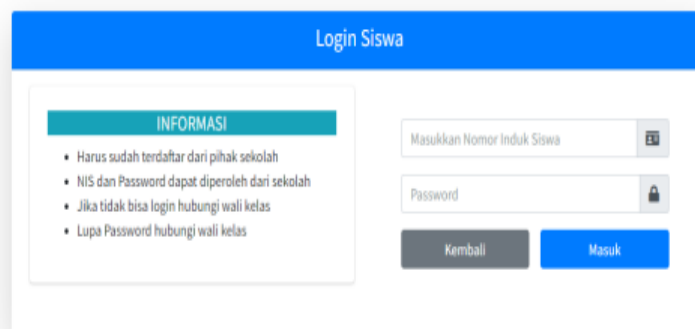 Login Siswa
INFORMASI
• Harus sudah terdaftar dari pihak sekolah
• NIS dan Password dapat diperoleh dari sekolah
• Jika tidak bisa login hubungi wali kelas
• Lupa Password hubungi wali kelas
Masukkan Nomor Induk Siswa
Password
Kembali
Masuk